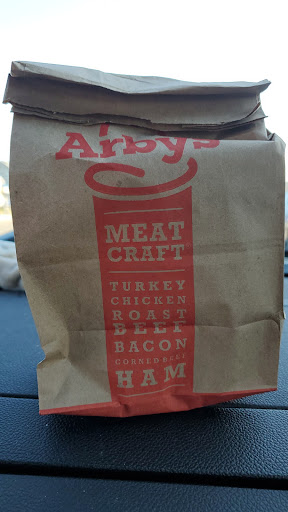 Arby's
MEAT
CRAFT
TURKEY
CHICKEN
ROAST
BEEF
BACON
CORNED BEEF
HAM